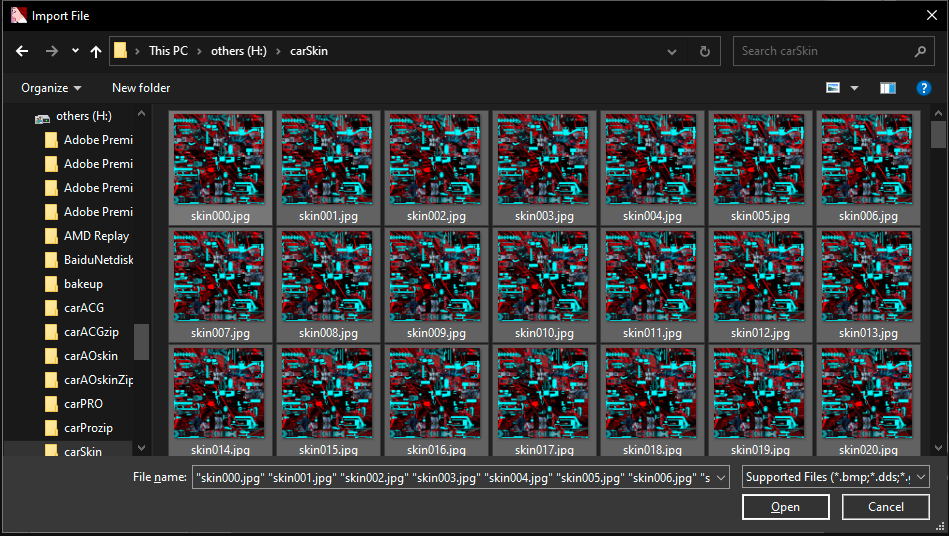 Import File
This PC > others (H:) > carSkin
Search carSkin
Organize
New folder
?
others (H:)
Adobe Premi
Adobe Premi
Adobe Premi
Adobe Premi
AMD Replay
BaiduNetdisk
bakeup
carACG
carACGzip
carAOskin
carAOskinZip
carPRO
carProzip
carSkin
skin000.jpg skin001.jpg skin002.jpg skin003.jpg skin004.jpg skin005.jpg skin006.jpg
skin007.jpg skin008.jpg skin009.jpg skin010.jpg skin011.jpg skin012.jpg skin013.jpg
skin014.jpg skin015.jpg skin016.jpg skin017.jpg skin018.jpg skin019.jpg skin020.jpg
File name: "skin000.jpg" "skin001.jpg" "skin002.jpg" "skin003.jpg" "skin004.jpg" "skin005.jpg" "skin006.jpg" "s
Supported Files (*.bmp;*.dds;*.
Open
Cancel